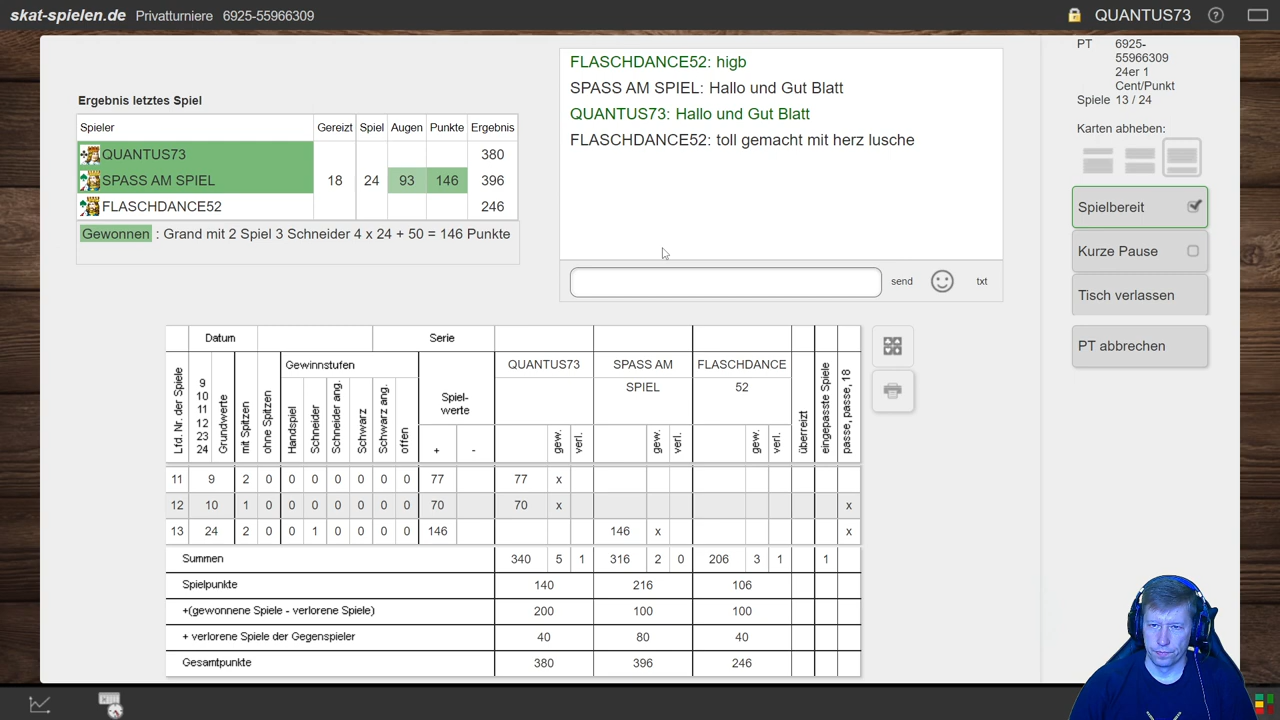 skat-spielen.de Privatturniere 6925-55966309
QUANTUS73
Ergebnis letztes Spiel
Spieler Gereizt Spiel Augen Punkte Ergebnis
QUANTUS73 380
SPASS AM SPIEL 18 24 93 146 396
FLASCHDANCE52 246
Gewonnen : Grand mit 2 Spiel 3 Schneider 4 x 24 + 50 = 146 Punkte
FLASCHDANCE52: higb
SPASS AM SPIEL: Hallo und Gut Blatt
QUANTUS73: Hallo und Gut Blatt
FLASCHDANCE52: toll gemacht mit herz lusche
send txt
PT 6925-
55966309
24er 1
Cent/Punkt
Spiele 13 / 24
Karten abheben:
Spielbereit
Kurze Pause
Tisch verlassen
PT abbrechen
Datum Serie
Lfd. Nr. der Spiele
9
10
11
12
23
24
Grundwerte
mit Spitzen
ohne Spitzen
Gewinnstufen
Handspiel
Schneider
Schneider ang.
Schwarz
Schwarz ang.
offen
Spiel-
werte
+ -
QUANTUS73
gew.
verl.
SPASS AM
SPIEL
gew.
verl.
FLASCHDANCE
52
gew.
verl.
überreizt
eingepasste Spiele
passe, passe, 18
11 9 2 0 0 0 0 0 0 0 77 77 x
12 10 1 0 0 0 0 0 0 0 70 70 x x
13 24 2 0 0 1 0 0 0 0 146 146 x x
Summen 340 5 1 316 2 0 206 3 1 1
Spielpunkte 140 216 106
+(gewonnene Spiele - verlorene Spiele) 200 100 100
+ verlorene Spiele der Gegenspieler 40 80 40
Gesamtpunkte 380 396 246